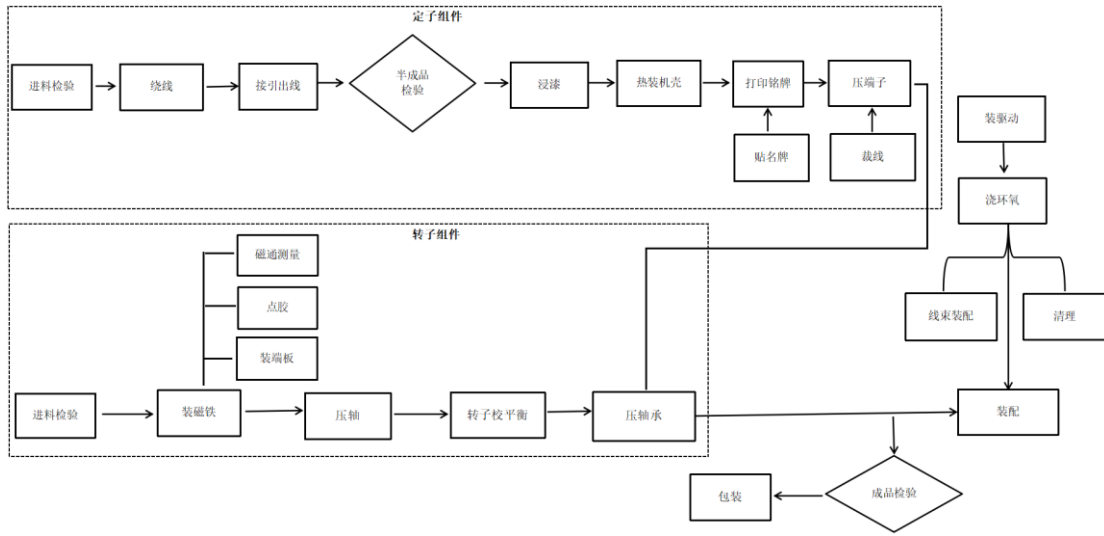 定子组件
进料检验
绕线
接引出线
半成品
检验
浸漆
热装机壳
打印铭牌
压端子
贴名牌
裁线
装驱动
浇环氧
线束装配
清理
转子组件
磁通测量
点胶
装端板
进料检验
装磁铁
压轴
转子校平衡
压轴承
装配
成品检验
包装